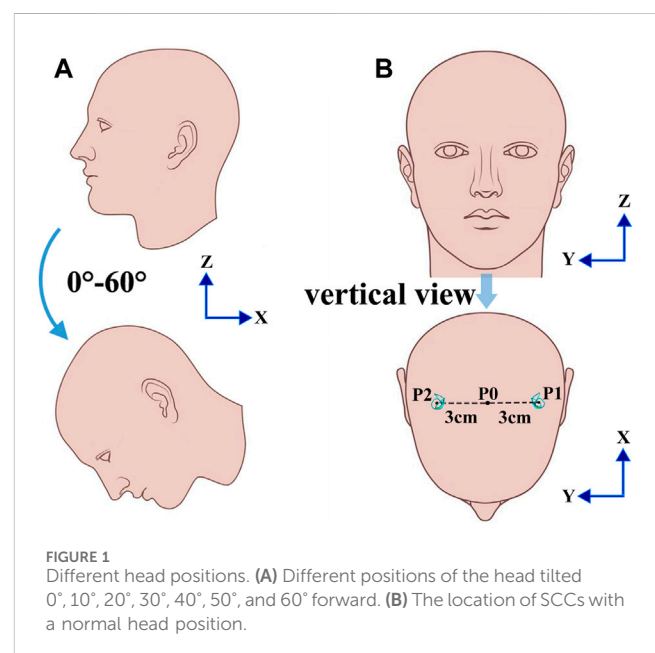 A
B
0°-60°
Z
X
Z
Y
vertical view
P2
P0
P1
3cm
3cm
X
Y
FIGURE 1
Different head positions. (A) Different positions of the head tilted
0°, 10°, 20°, 30°, 40°, 50°, and 60° forward. (B) The location of SCCs with
a normal head position.